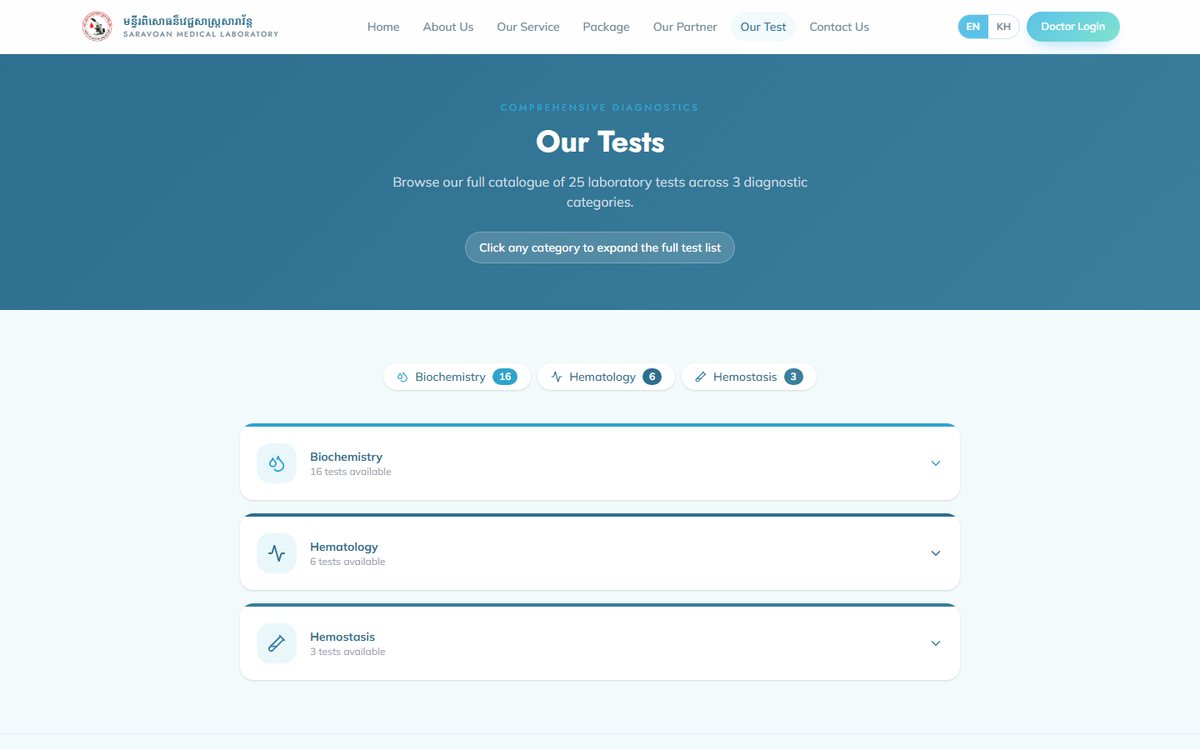 មន្ទីរពិសោធន៏វេជ្ជសាស្ត្រសារាវ័ន្ត
SARAVOAN MEDICAL LABORATORY
Home
About Us
Our Service
Package
Our Partner
Our Test
Contact Us
EN
KH
Doctor Login
COMPREHENSIVE DIAGNOSTICS
Our Tests
Browse our full catalogue of 25 laboratory tests across 3 diagnostic
categories.
Click any category to expand the full test list
Biochemistry 16
Hematology 6
Hemostasis 3
Biochemistry
16 tests available
Hematology
6 tests available
Hemostasis
3 tests available